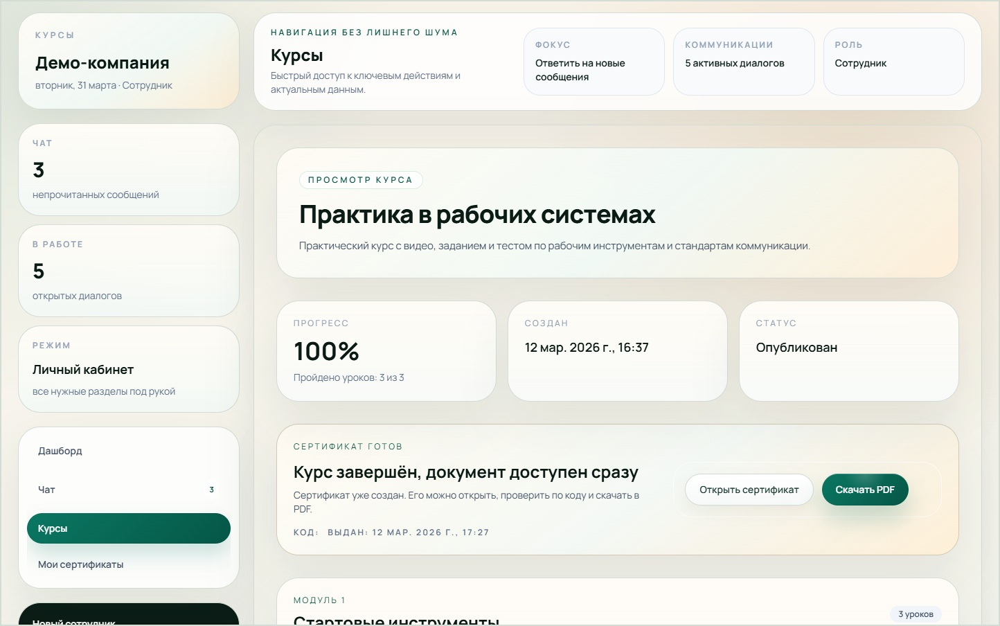 КУРСЫ
Демо-компания
вторник, 31 марта · Сотрудник
ЧАТ
3
непрочитанных сообщений
В РАБОТЕ
5
открытых диалогов
РЕЖИМ
Личный кабинет
все нужные разделы под рукой
Дашборд
Чат 3
Курсы
Мои сертификаты
Новый сотрудник
НАВИГАЦИЯ БЕЗ ЛИШНЕГО ШУМА
Курсы
Быстрый доступ к ключевым действиям и
актуальным данным.
ФОКУС
Ответить на новые
сообщения
КОММУНИКАЦИИ
5 активных диалогов
РОЛЬ
Сотрудник
ПРОСМОТР КУРСА
Практика в рабочих системах
Практический курс с видео, заданием и тестом по рабочим инструментам и стандартам коммуникации.
ПРОГРЕСС
100%
Пройдено уроков: 3 из 3
СОЗДАН
12 мар. 2026 г., 16:37
СТАТУС
Опубликован
СЕРТИФИКАТ ГОТОВ
Курс завершён, документ доступен сразу
Сертификат уже создан. Его можно открыть, проверить по коду и скачать в
PDF.
КОД: ВЫДАН: 12 МАР. 2026 Г., 17:27
Открыть сертификат
Скачать PDF
МОДУЛЬ 1
Стартовые инструменты
3 уроков